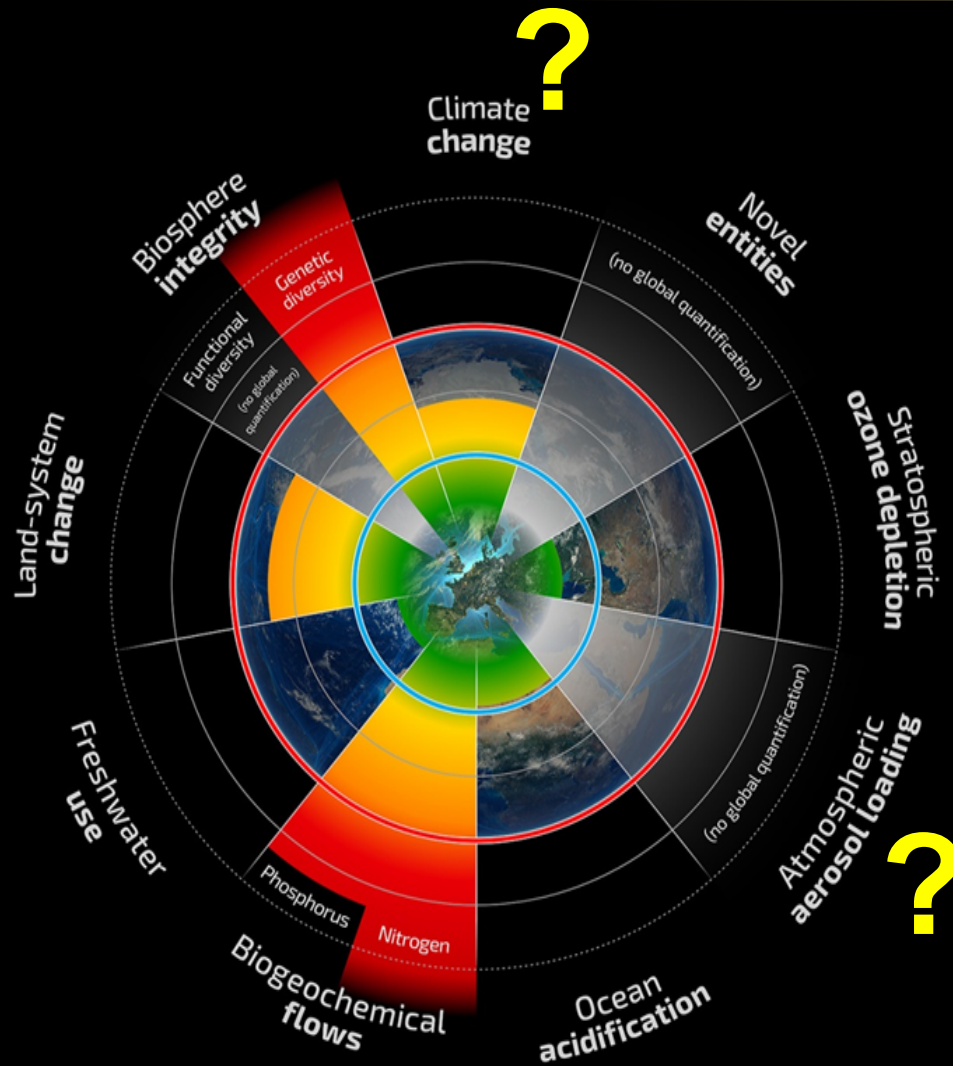 ?
Climate
change
Novel
entities
(no global quantification)
Stratospheric
ozone depletion
(no global quantification)
Atmospheric
aerosol loading
?
Ocean
acidification
Biogeochemical
flows
Phosphorus
Nitrogen
Freshwater
use
Land-system
change
Biosphere
integrity
Functional
diversity
(no global
quantification)
Genetic
diversity